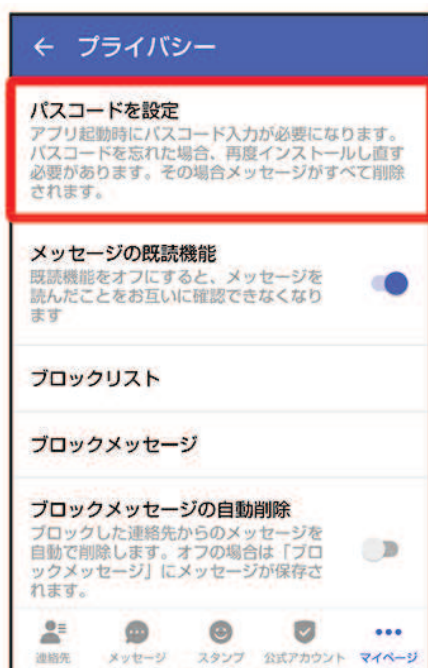 ← プライバシー
パスコードを設定
アプリ起動時にパスコード入力が必要になります。
パスコードを忘れた場合、再度インストールし直す
必要があります。その場合メッセージがすべて削除
されます。
メッセージの既読機能
既読機能をオフにすると、メッセージを
読んだことをお互いに確認できなくなり
ます
ブロックリスト
ブロックメッセージ
ブロックメッセージの自動削除
ブロックした連絡先からのメッセージを
自動で削除します。オフの場合は「ブロ
ックメッセージ」にメッセージが保存さ
れます。
連絡先 メッセージ スタンプ 公式アカウント マイページ